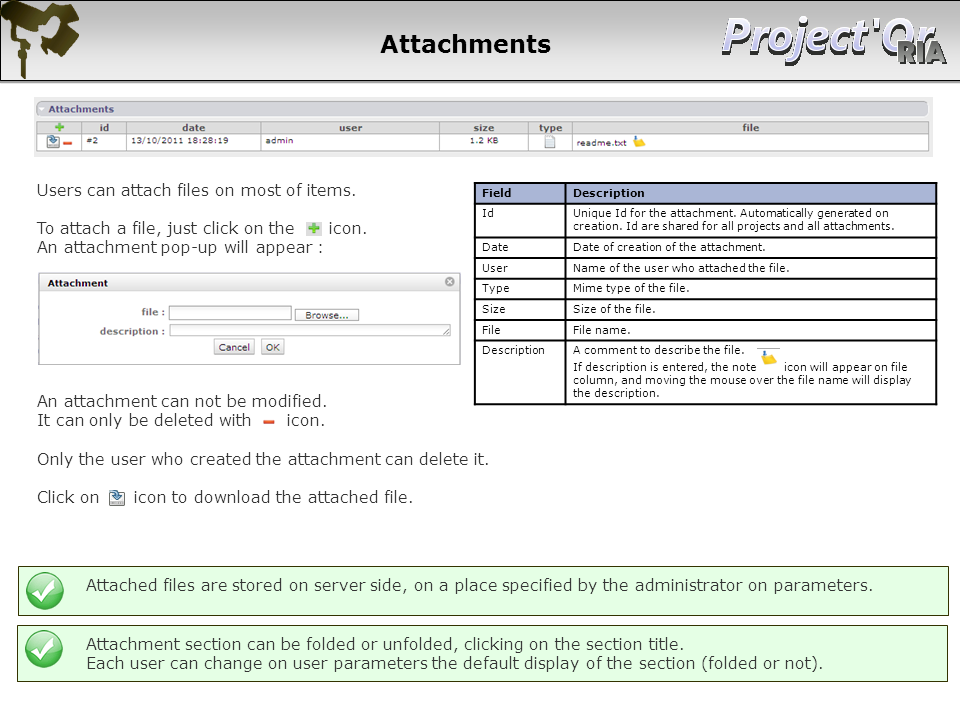 Attachments
Project'Or
RIA
Attachments
id date user size type file
#2 13/10/2011 18:28:19 admin 1.2 KB readme.txt
Users can attach files on most of items.
To attach a file, just click on the icon.
An attachment pop-up will appear :
Attachment
file : Browse...
description :
Cancel OK
An attachment can not be modified.
It can only be deleted with icon.
Only the user who created the attachment can delete it.
Click on icon to download the attached file.
Field Description
Id Unique Id for the attachment. Automatically generated on
creation. Id are shared for all projects and all attachments.
Date Date of creation of the attachment.
User Name of the user who attached the file.
Type Mime type of the file.
Size Size of the file.
File File name.
Description A comment to describe the file.
If description is entered, the note icon will appear on file
column, and moving the mouse over the file name will display
the description.
Attached files are stored on server side, on a place specified by the administrator on parameters.
Attachment section can be folded or unfolded, clicking on the section title.
Each user can change on user parameters the default display of the section (folded or not).